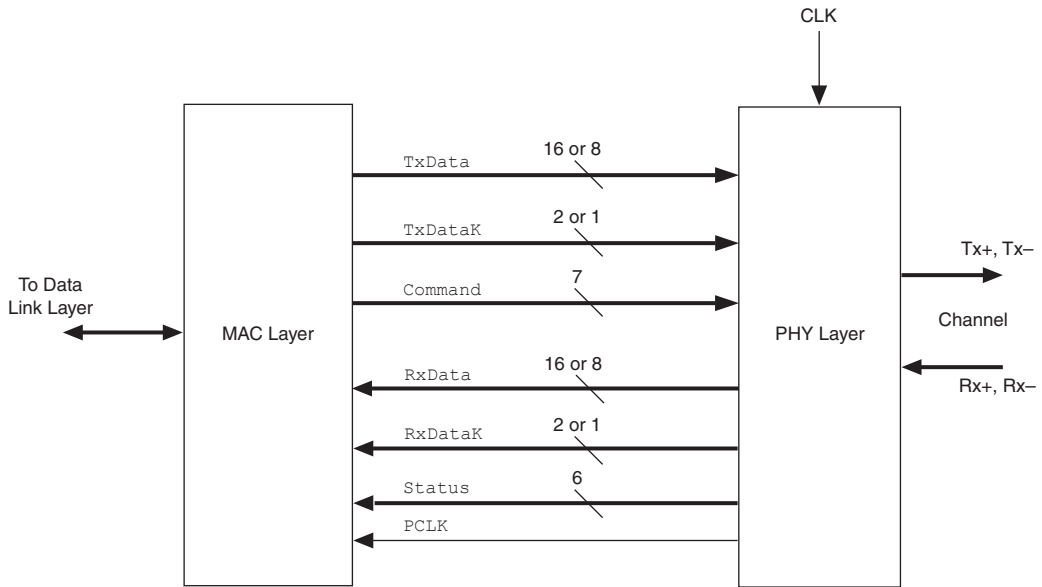 CLK
16 or 8
TxData
2 or 1
TxDataK
Tx+, Tx–
To Data
Link Layer
7
Command
MAC Layer
PHY Layer
Channel
16 or 8
RxData
Rx+, Rx–
2 or 1
RxDataK
6
Status
PCLK